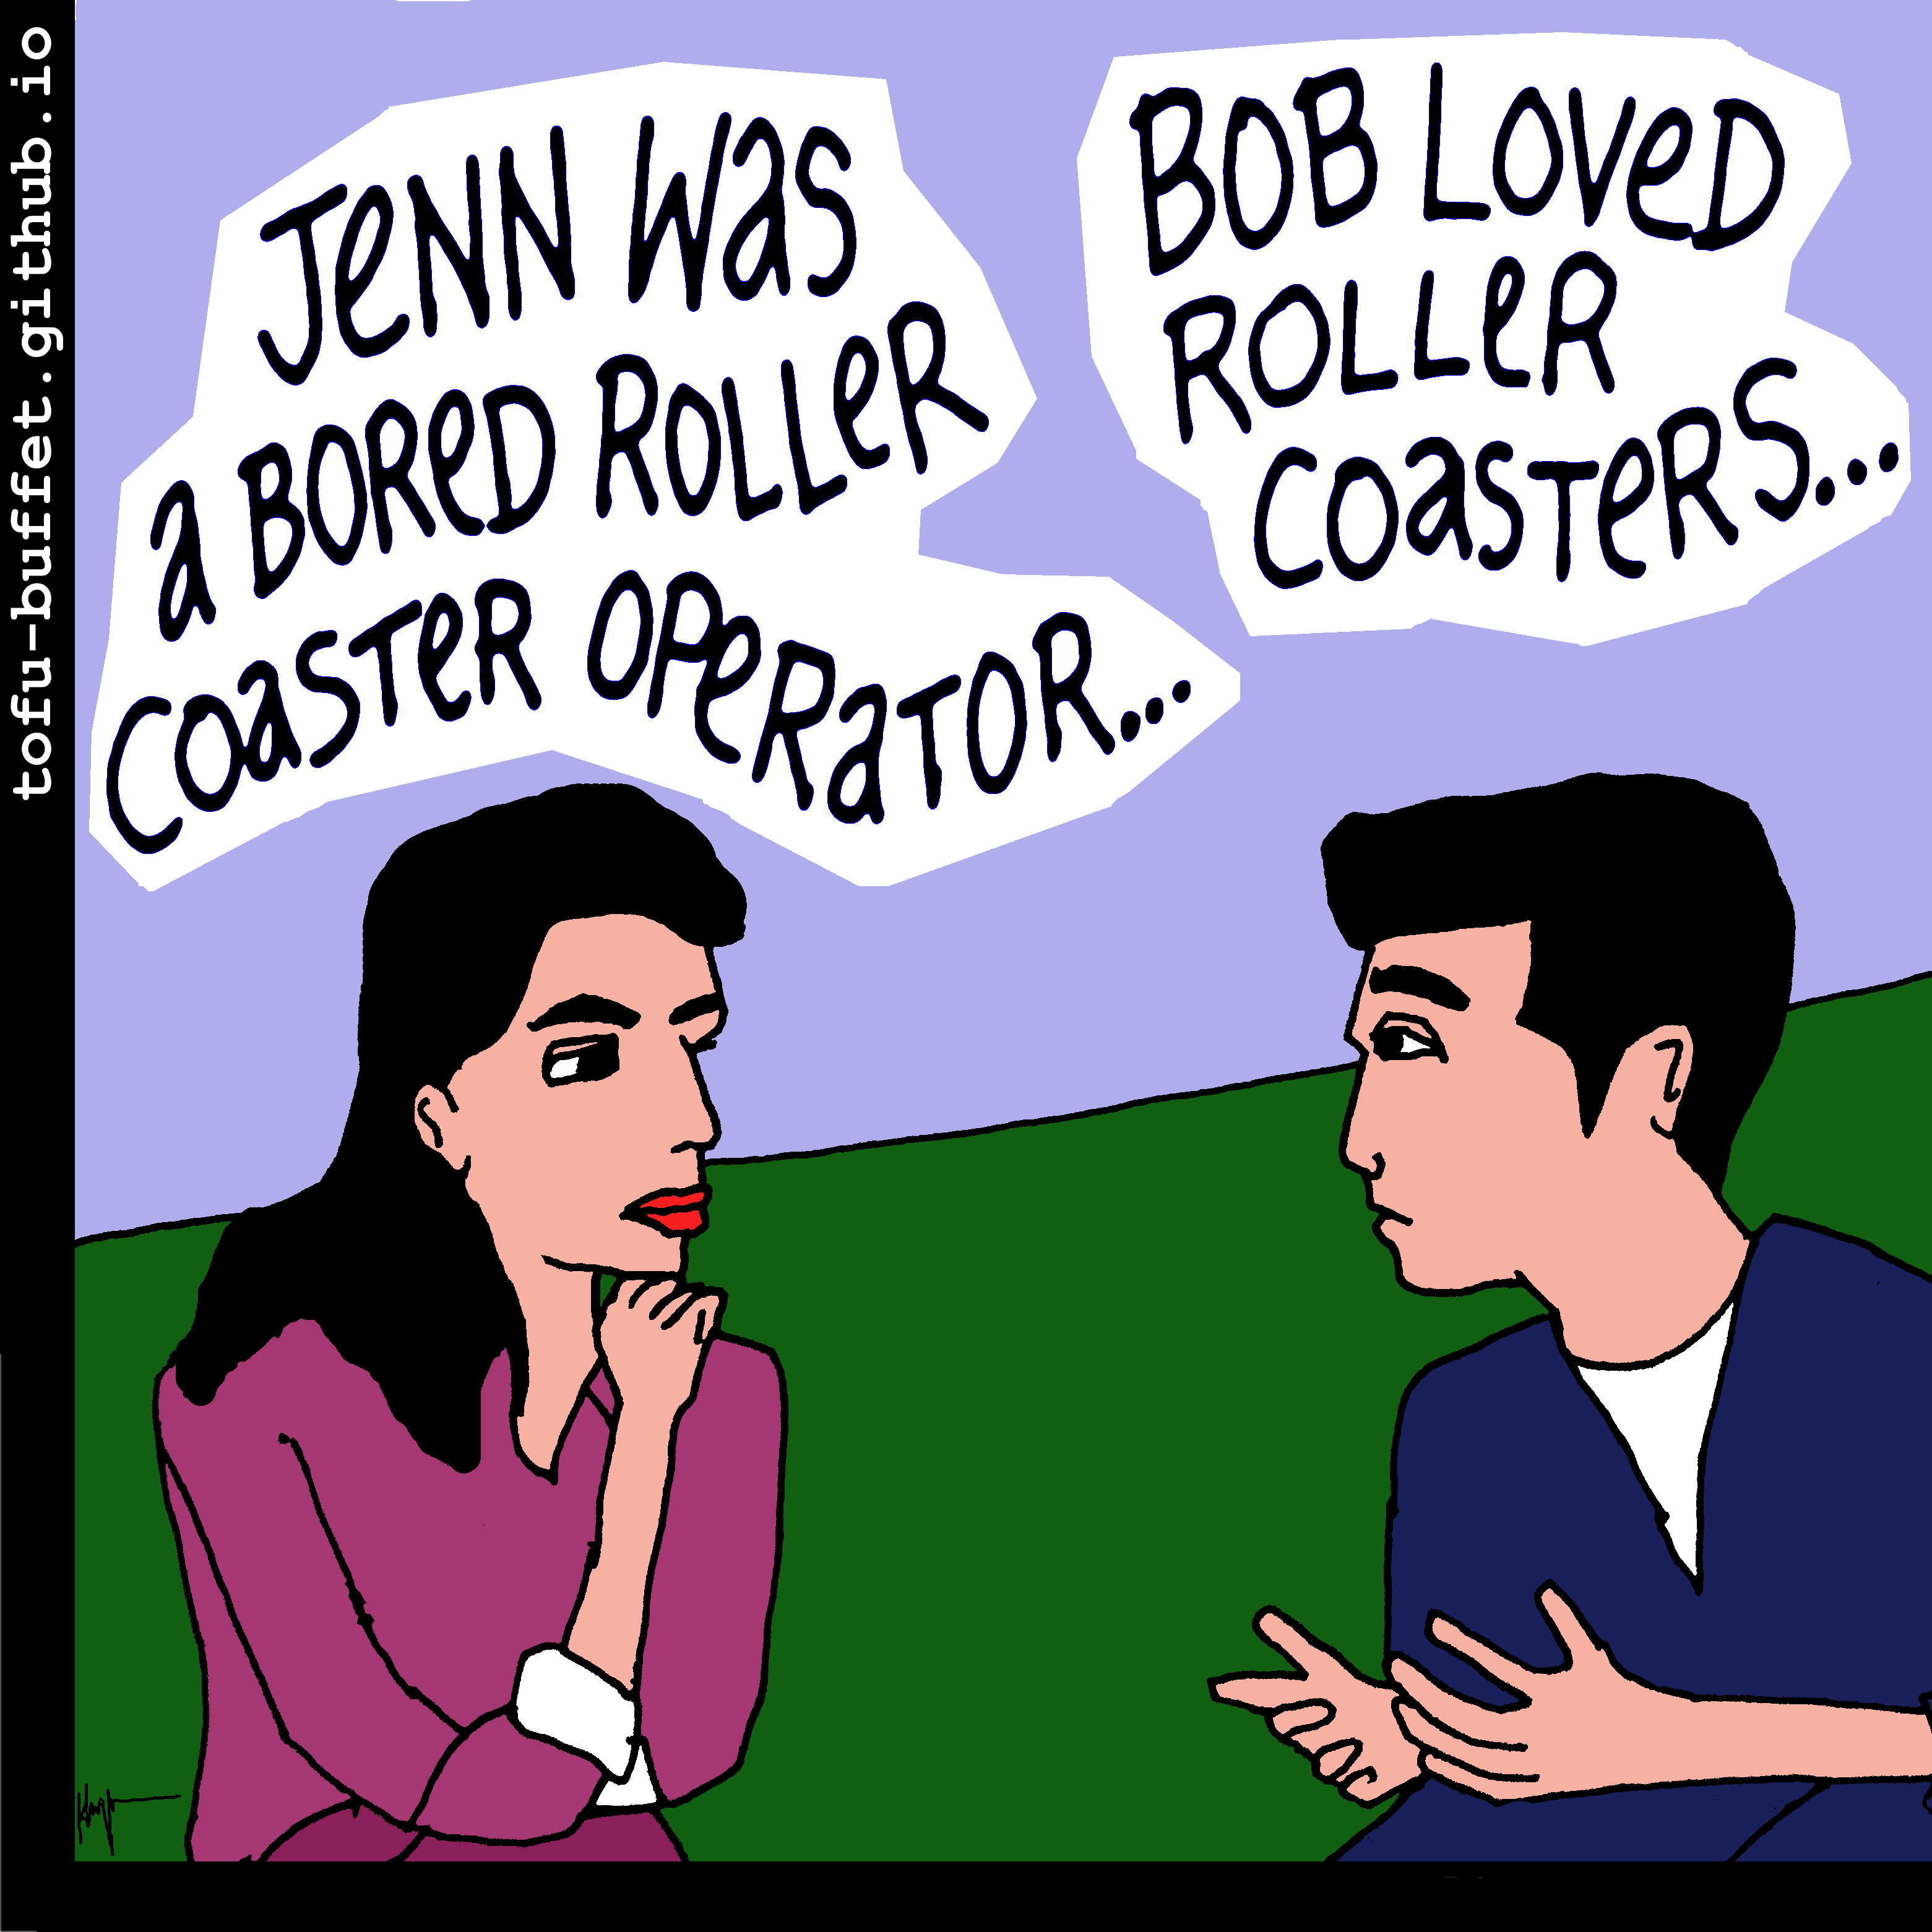 tofu-buffet.github.io
JENN WaS
a BOReD ROLLeR
COaSTeR OPeRaTOR...
BOB LOVeD
ROLLeR
COaSTeRS...